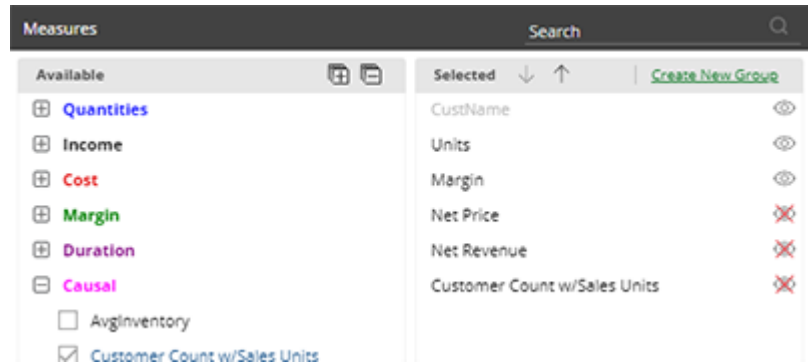 Measures
Search
Available
Selected
Create New Group
Quantities
CustName
Income
Units
Cost
Margin
Margin
Net Price
Duration
Net Revenue
Causal
Customer Count w/Sales Units
AvgInventory
Customer Count w/Sales Units